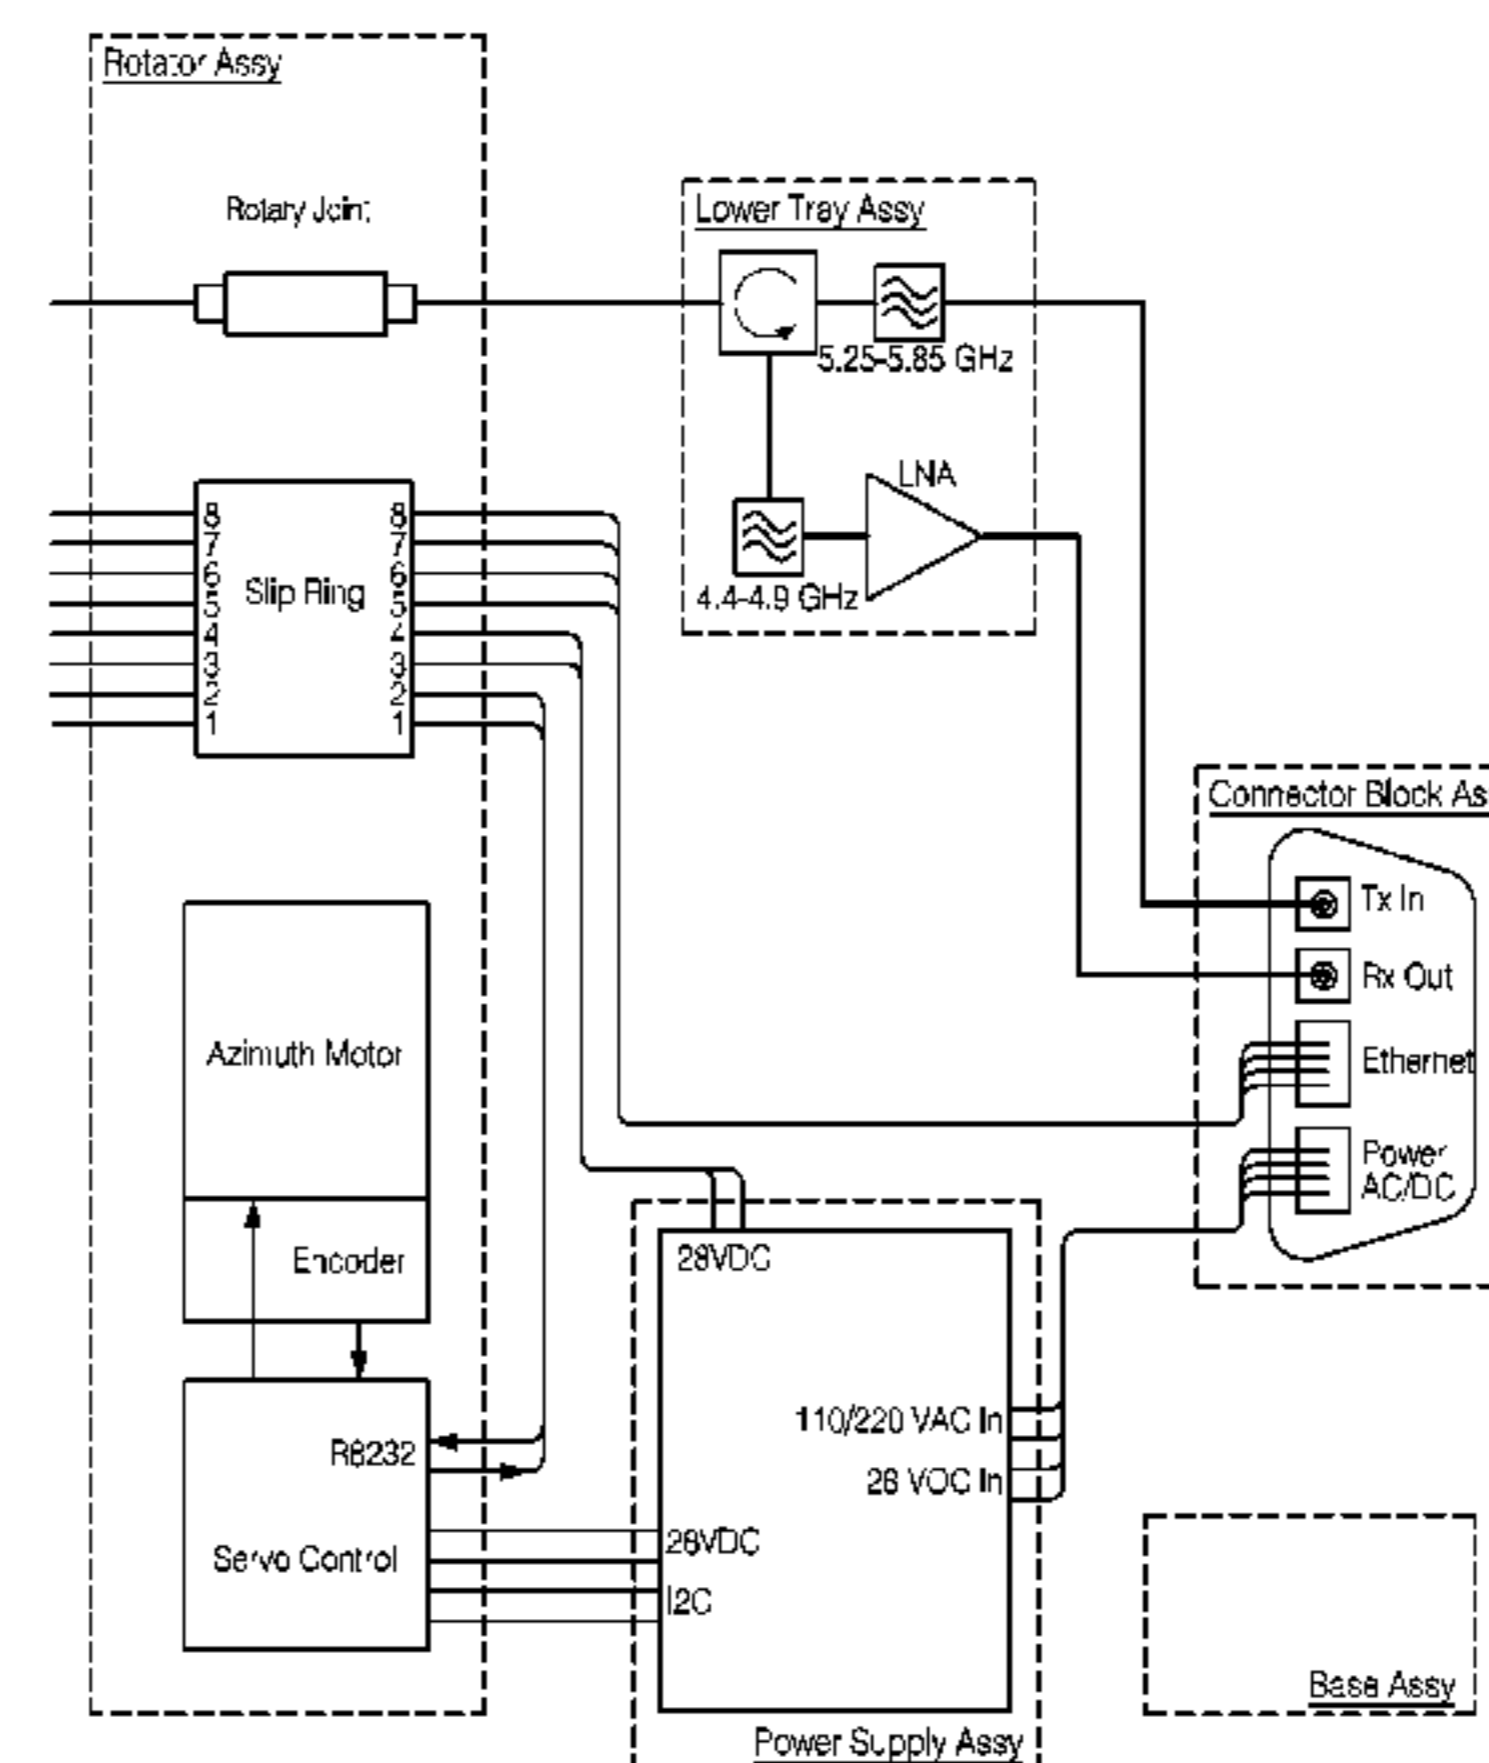 Rotator Assy
Rotary Joint
Lower Tray Assy
5.25-5.85 GHz
LNA
4.4-4.9 GHz
8 8
7 7
6 6
5 5
4 4
3 3
2 2
1 1
Slip Ring
Connector Block As
Tx In
Rx Out
Ethernet
Power
AC/DC
Azimuth Motor
Encoder
28VDC
110/220 VAC In
RS232
28 VDC In
28VDC
Servo Control
I2C
Base Assy
Power Supply Assy